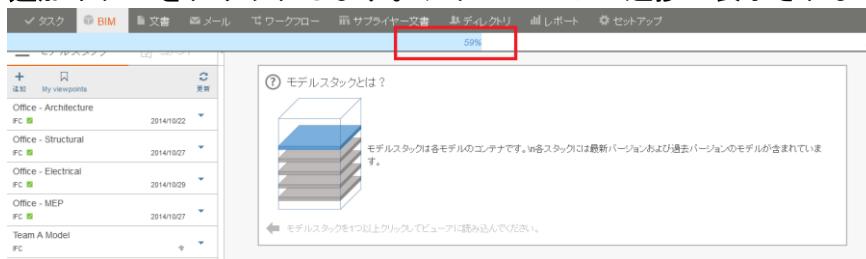 タスク BIM 文書 メール ワークフロー サプライヤー文書 ディレクトリ レポート セットアップ
59%
追加 My viewpoints 更新
Office - Architecture
IFC 2014/10/22
Office - Structural
IFC 2014/10/27
Office - Electrical
IFC 2014/10/29
Office - MEP
IFC 2014/10/27
Team A Model
IFC
モデルスタックとは?
モデルスタックは各モデルのコンテナです。\n各スタックには最新バージョンおよび過去バージョンのモデルが含まれていま
す。
モデルスタックを1つ以上クリックしてビューアに読み込んでください。